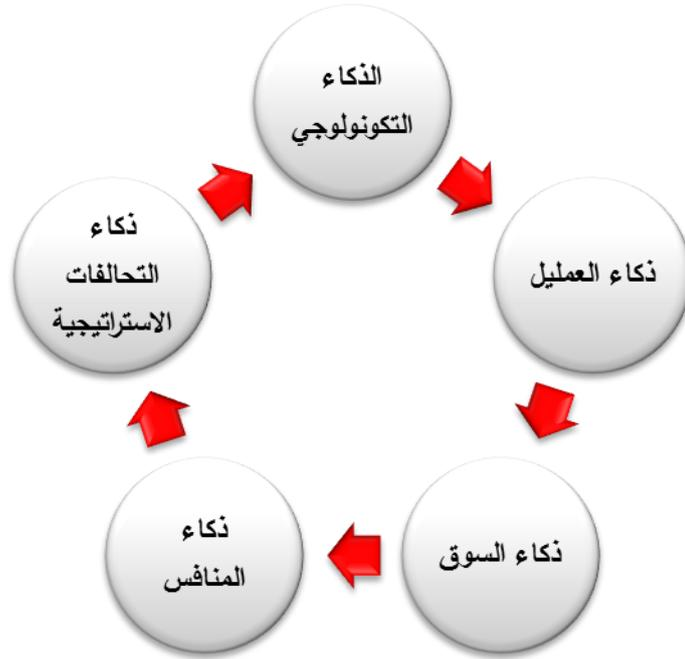 الذكاء
التكونولوجي
ذكاء العمليل
ذكاء السوق
ذكاء
المنافس
ذكاء
التحالفات
الاستراتيجية